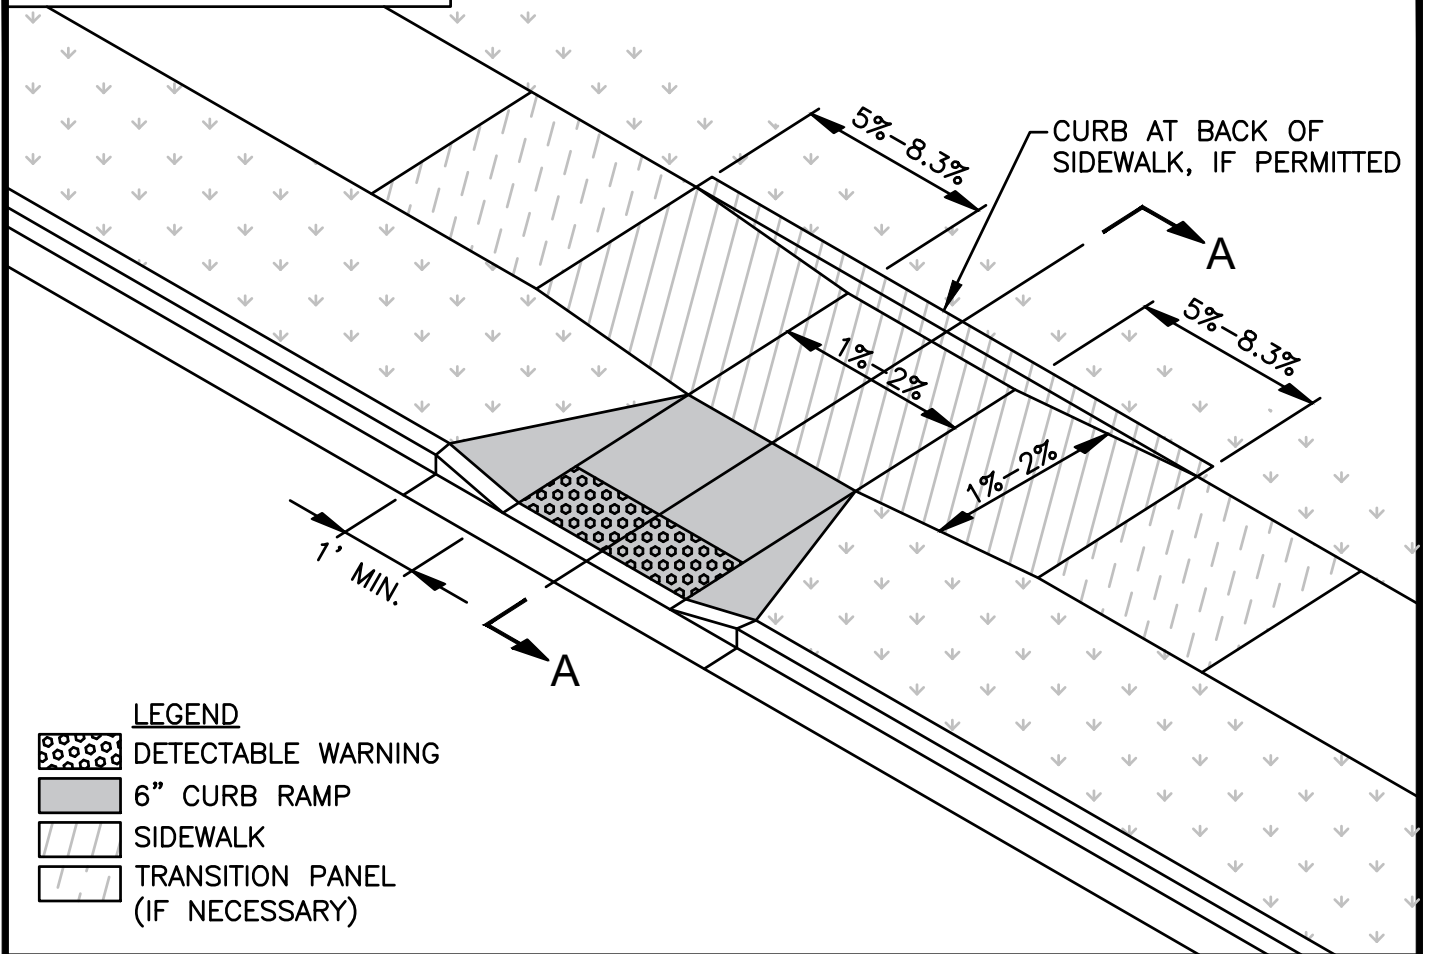 5%-8.3%
CURB AT BACK OF
SIDEWALK, IF PERMITTED
A
5%-8.3%
1%-2%
1%-2%
1' MIN.
A
LEGEND
DETECTABLE WARNING
6" CURB RAMP
SIDEWALK
TRANSITION PANEL
(IF NECESSARY)